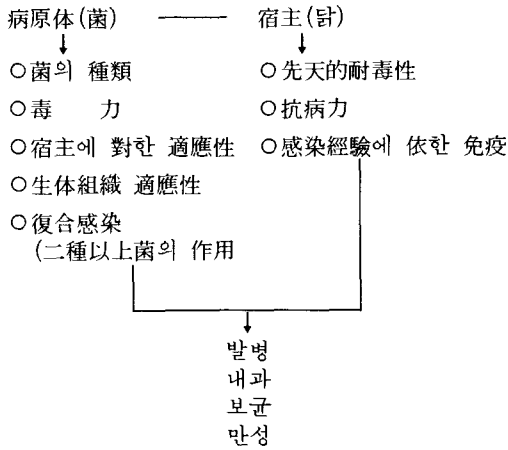 病原体(菌) 宿主(닭)
○菌의 種類
○毒 力
○宿主에 對한 適應性
○生体組織 適應性
○復合感染
(二種以上菌의 作用
○先天的耐毒性
○抗病力
○感染經驗에 依한 免疫
발병
내과
보균
만성